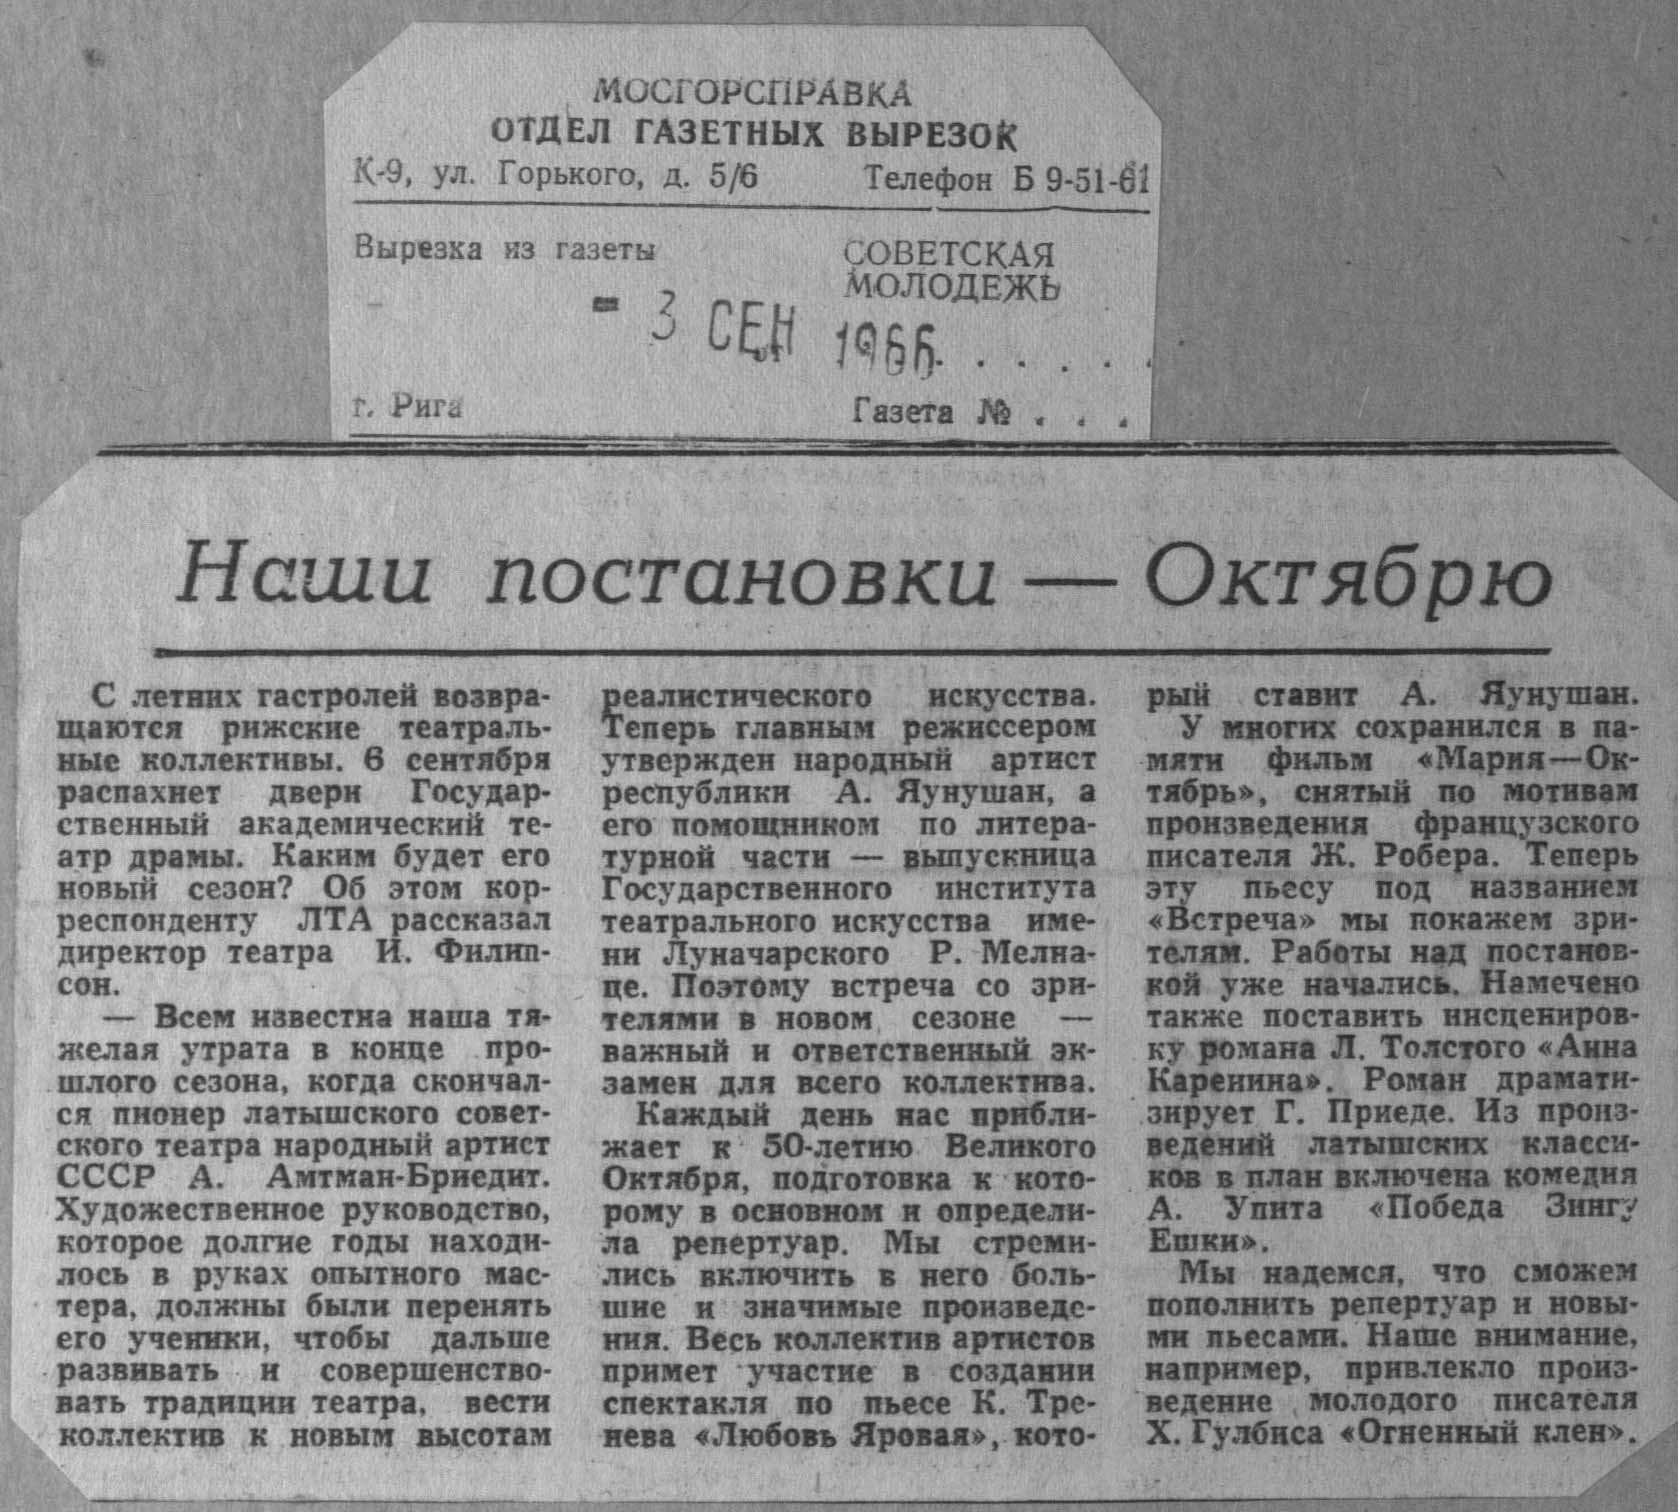 МОСГОРСПРАВКА
ОТДЕЛ ГАЗЕТНЫХ ВЫРЕЗОК
К-9, ул. Горького, д. 5/6 Телефон Б 9-51-61
Вырезка из газеты
СОВЕТСКАЯ
МОЛОДЕЖЬ
- 3 СЕН 1966 . . . . .
г. Рига Газета № . . .
Наши постановки — Октябрю
С летних гастролей возвра-
щаются рижские театраль-
ные коллективы. 6 сентября
распахнет двери Государ-
ственный академический те-
атр драмы. Каким будет его
новый сезон? Об этом кор-
респонденту ЛТА рассказал
директор театра И. Филип-
сон.
— Всем известна наша тя-
желая утрата в конце про-
шлого сезона, когда скончал-
ся пионер латышского совет-
ского театра народный артист
СССР А. Амтман-Бриедит.
Художественное руководство,
которое долгие годы находи-
лось в руках опытного мас-
тера, должны были перенять
его ученики, чтобы дальше
развивать и совершенство-
вать традиции театра, вести
коллектив к новым высотам
реалистического искусства.
Теперь главным режиссером
утвержден народный артист
республики А. Яунушан, а
его помощником по литера-
турной части — выпускница
Государственного института
театрального искусства име-
ни Луначарского Р. Мелна-
це. Поэтому встреча со зри-
телями в новом сезоне —
важный и ответственный эк-
замен для всего коллектива.
Каждый день нас прибли-
жает к 50-летию Великого
Октября, подготовка к кото-
рому в основном и определи-
ла репертуар. Мы стреми-
лись включить в него боль-
шие и значимые произведе-
ния. Весь коллектив артистов
примет участие в создании
спектакля по пьесе К. Тре-
нева «Любовь Яровая», кото-
рый ставит А. Яунушан.
У многих сохранился в па-
мяти фильм «Мария—Ок-
тябрь», снятый по мотивам
произведения французского
писателя Ж. Робера. Теперь
эту пьесу под названием
«Встреча» мы покажем зри-
телям. Работы над постанов-
кой уже начались. Намечено
также поставить инсцениров-
ку романа Л. Толстого «Анна
Каренина». Роман драмати-
зирует Г. Приеде. Из произ-
ведений латышских класси-
ков в план включена комедия
А. Упита «Победа Зингу
Ешки».
Мы надемся, что сможем
пополнить репертуар и новы-
ми пьесами. Наше внимание,
например, привлекло произ-
ведение молодого писателя
Х. Гулбиса «Огненный клен».